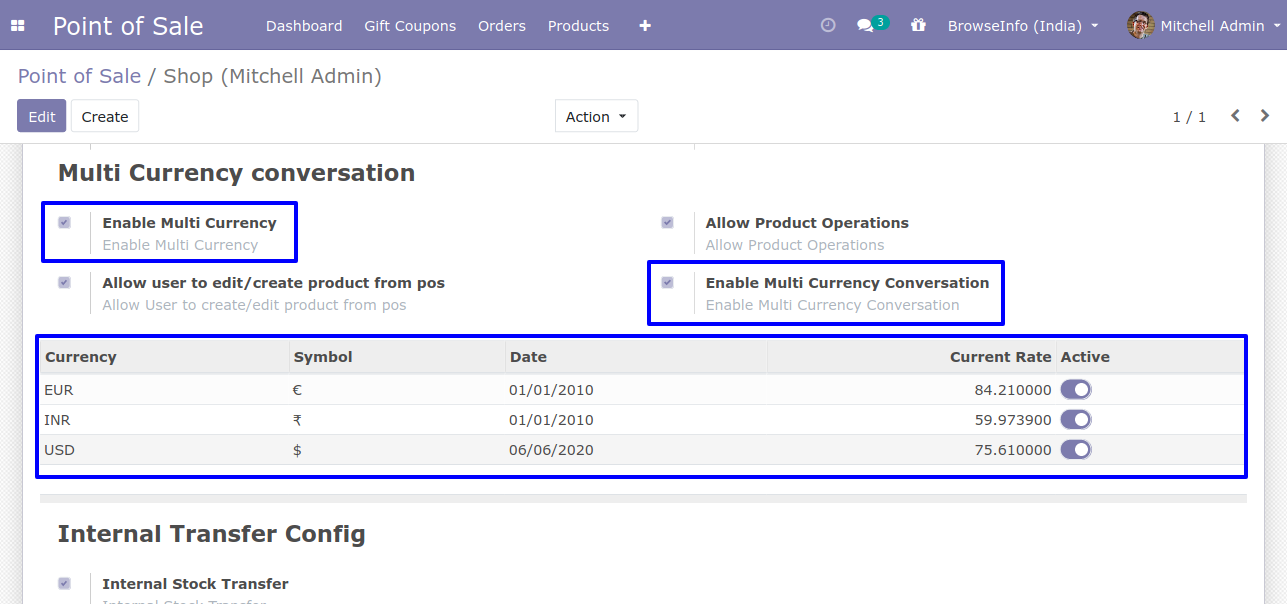 Point of Sale Dashboard Gift Coupons Orders Products + 3 BrowseInfo (India) Mitchell Admin
Point of Sale / Shop (Mitchell Admin)
Edit Create Action 1 / 1
Multi Currency conversation
Enable Multi Currency Allow Product Operations
Enable Multi Currency Allow Product Operations
Allow user to edit/create product from pos Enable Multi Currency Conversation
Allow User to create/edit product from pos Enable Multi Currency Conversation
Currency Symbol Date Current Rate Active
EUR € 01/01/2010 84.210000
INR ₹ 01/01/2010 59.973900
USD $ 06/06/2020 75.610000
Internal Transfer Config
Internal Stock Transfer
Internal Stock Transfer